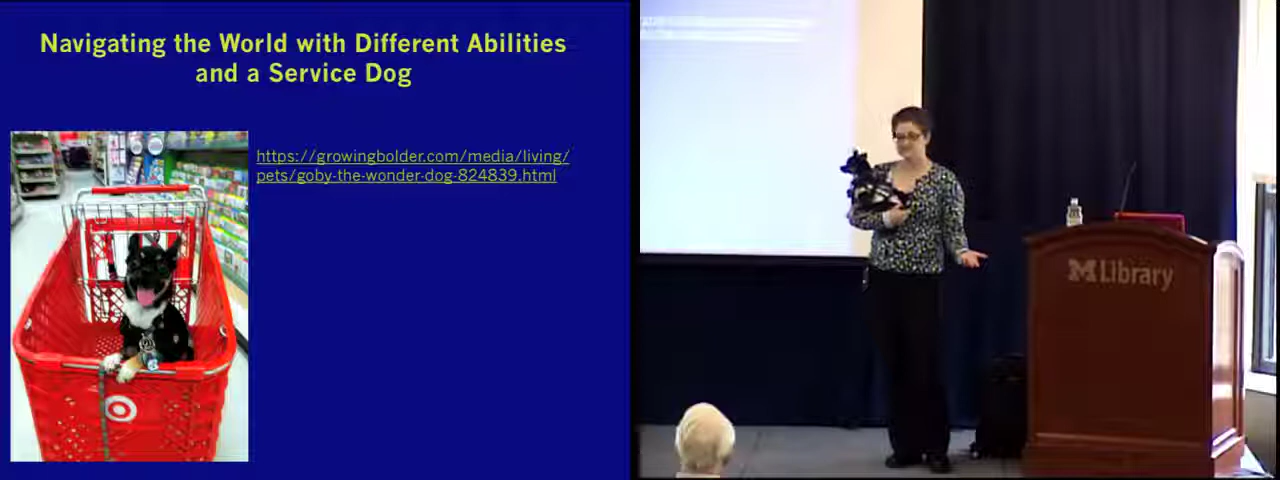 Navigating the World with Different Abilities
and a Service Dog
https://growingbolder.com/media/living/
pets/goby-the-wonder-dog-824839.html
M Library